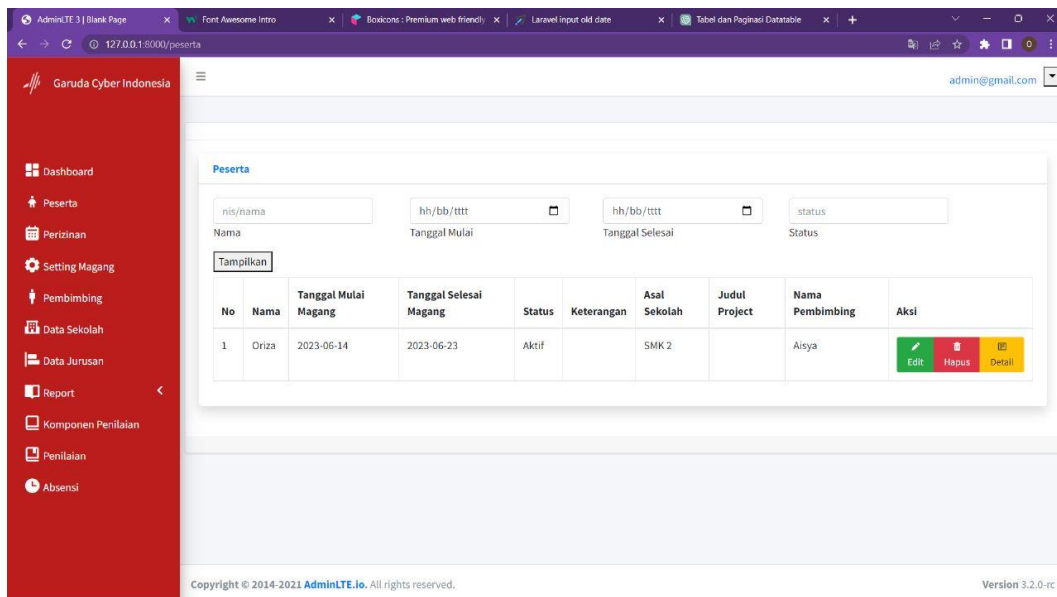 AdminLTE 3 | Blank Page
Font Awesome Intro
Boxicons : Premium web friendly
Laravel input old date
Tabel dan Paginasi Datatable
127.0.0.1:8000/peserta
Garuda Cyber Indonesia
admin@gmail.com
Dashboard
Peserta
Perizinan
Setting Magang
Pembimbing
Data Sekolah
Data Jurusan
Report
Komponen Penilaian
Penilaian
Absensi
Peserta
nis/nama hh/bb/tttt hh/bb/tttt status
Nama Tanggal Mulai Tanggal Selesai Status
Tampilkan
No Nama Tanggal Mulai Magang Tanggal Selesai Magang Status Keterangan Asal Sekolah Judul Project Nama Pembimbing Aksi
1 Oriza 2023-06-14 2023-06-23 Aktif SMK 2 Aisya Edit Hapus Detail
Copyright © 2014-2021 AdminLTE.io. All rights reserved.
Version 3.2.0-rc